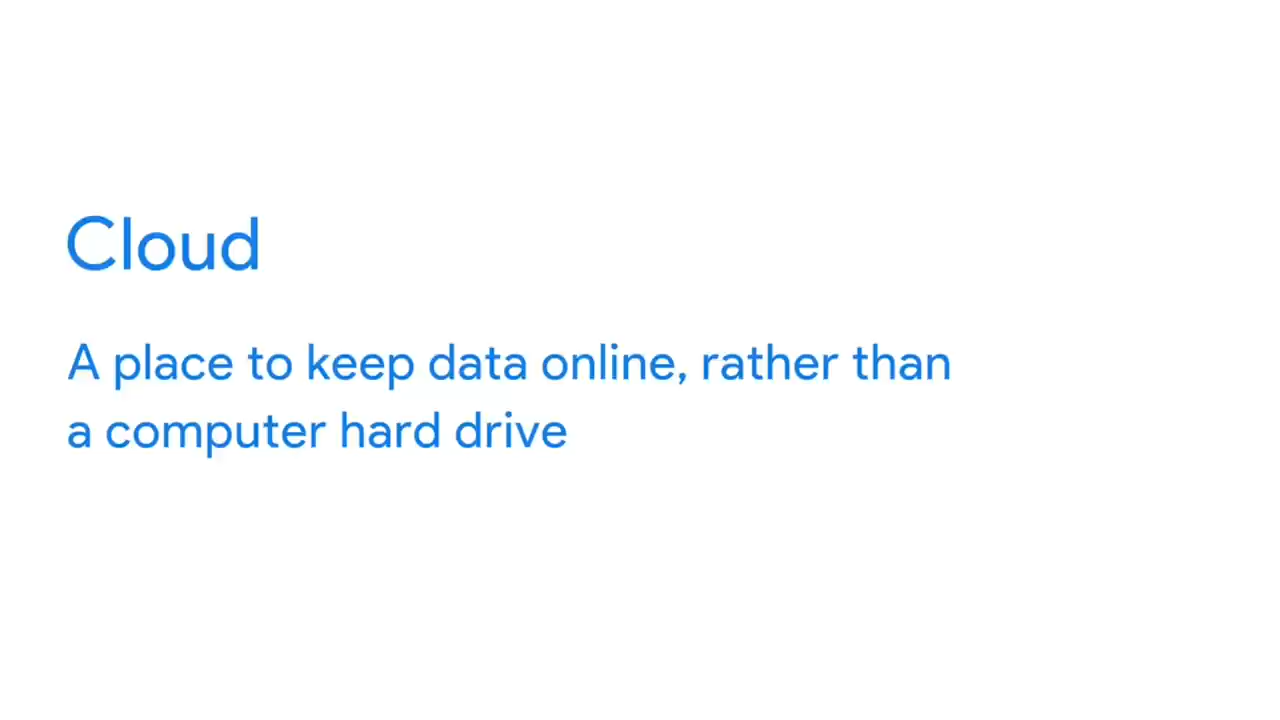 Cloud
A place to keep data online, rather than
a computer hard drive